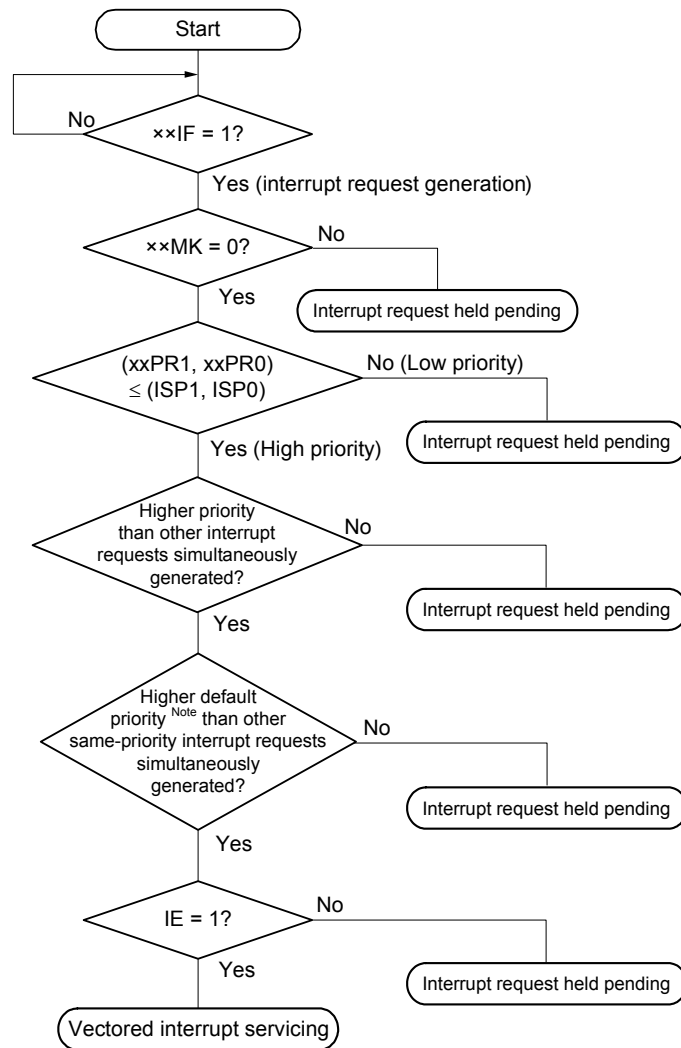 Start
No
××IF = 1?
Yes (interrupt request generation)
××MK = 0?
No
Interrupt request held pending
Yes
(xxPR1, xxPR0)
≤ (ISP1, ISP0)
No (Low priority)
Interrupt request held pending
Yes (High priority)
Higher priority
than other interrupt
requests simultaneously
generated?
No
Interrupt request held pending
Yes
Higher default
priority Note than other
same-priority interrupt requests
simultaneously
generated?
No
Interrupt request held pending
Yes
IE = 1?
No
Interrupt request held pending
Yes
Vectored interrupt servicing